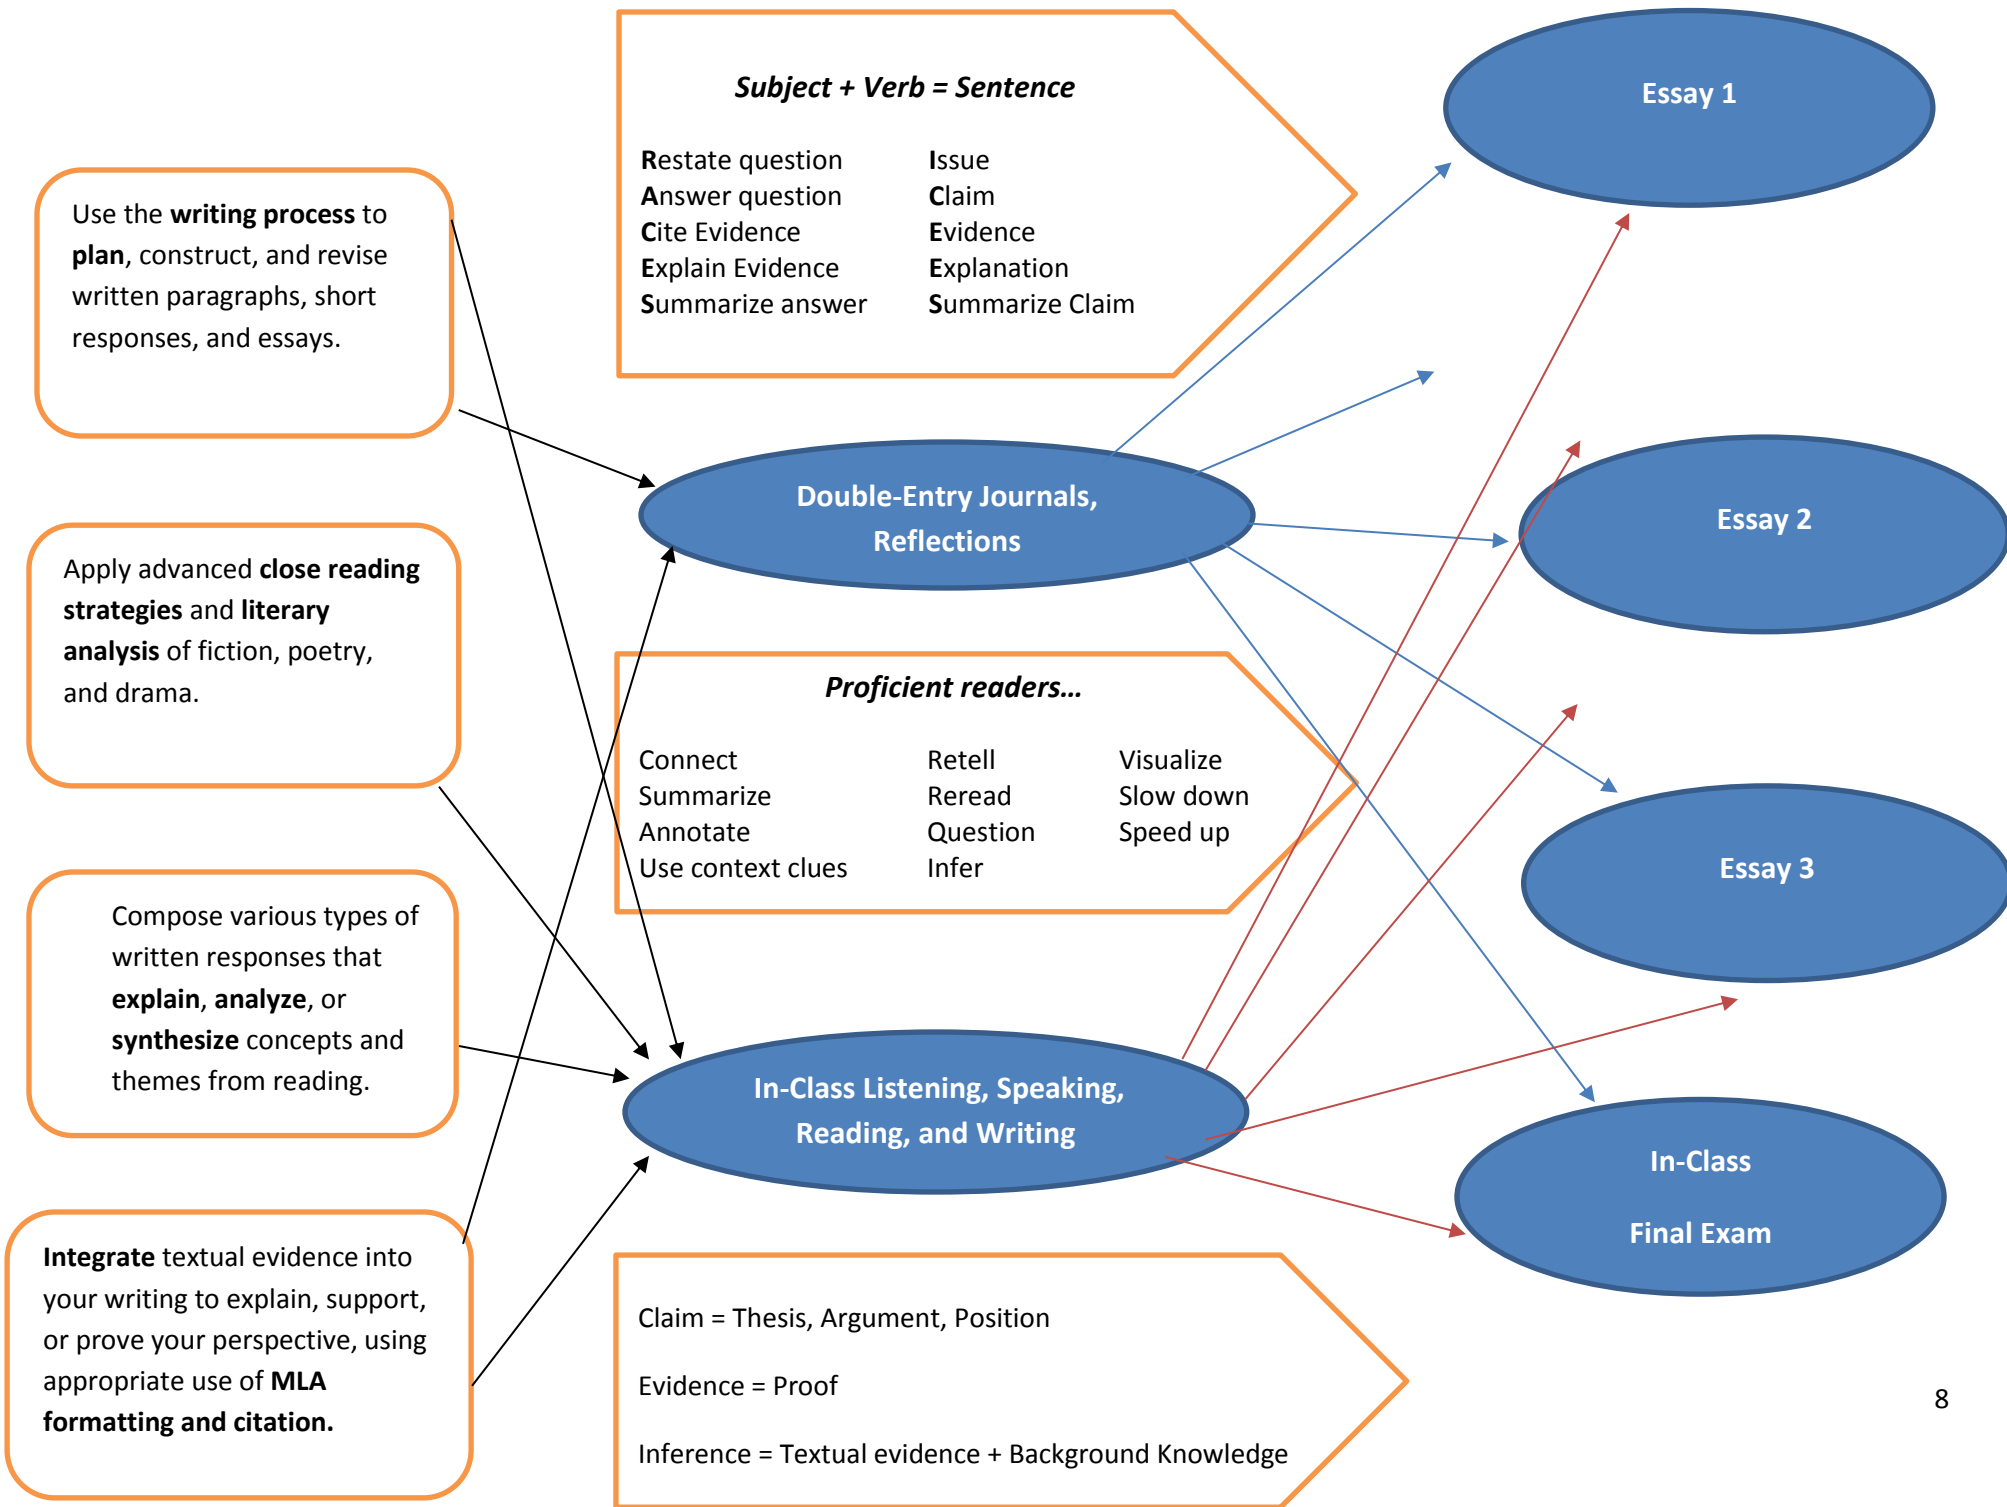 Use the writing process to
plan, construct, and revise
written paragraphs, short
responses, and essays.
Apply advanced close reading
strategies and literary
analysis of fiction, poetry,
and drama.
Compose various types of
written responses that
explain, analyze, or
synthesize concepts and
themes from reading.
Integrate textual evidence into
your writing to explain, support,
or prove your perspective, using
appropriate use of MLA
formatting and citation.
Subject + Verb = Sentence
Restate question Issue
Answer question Claim
Cite Evidence Evidence
Explain Evidence Explanation
Summarize answer Summarize Claim
Double-Entry Journals,
Reflections
Proficient readers…
Connect Retell Visualize
Summarize Reread Slow down
Annotate Question Speed up
Use context clues Infer
In-Class Listening, Speaking,
Reading, and Writing
Claim = Thesis, Argument, Position
Evidence = Proof
Inference = Textual evidence + Background Knowledge
Essay 1
Essay 2
Essay 3
In-Class
Final Exam
8